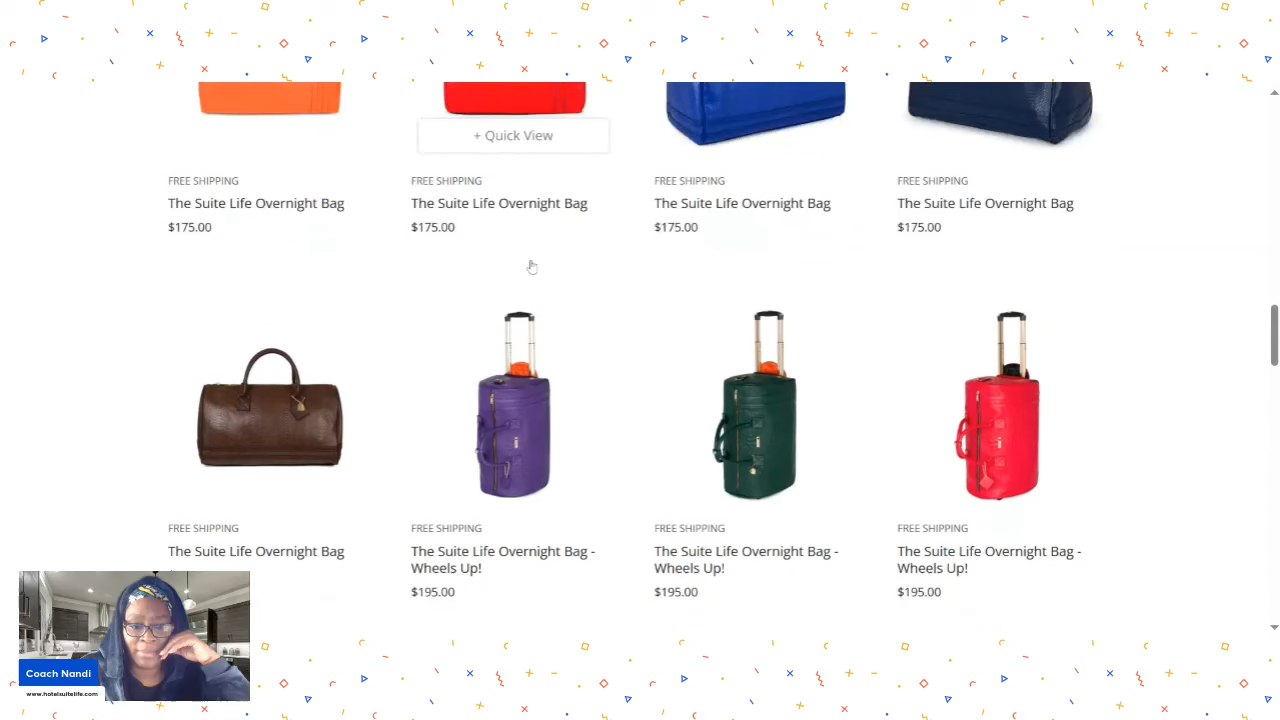 + Quick View
FREE SHIPPING
The Suite Life Overnight Bag
$175.00
FREE SHIPPING
The Suite Life Overnight Bag
$175.00
FREE SHIPPING
The Suite Life Overnight Bag
$175.00
FREE SHIPPING
The Suite Life Overnight Bag
$175.00
FREE SHIPPING
The Suite Life Overnight Bag
FREE SHIPPING
The Suite Life Overnight Bag -
Wheels Up!
$195.00
FREE SHIPPING
The Suite Life Overnight Bag -
Wheels Up!
$195.00
FREE SHIPPING
The Suite Life Overnight Bag -
Wheels Up!
$195.00
Coach Nandi
www.hotelsuitelife.com